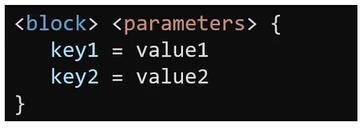 <block> <parameters> {
key1 = value1
key2 = value2
}